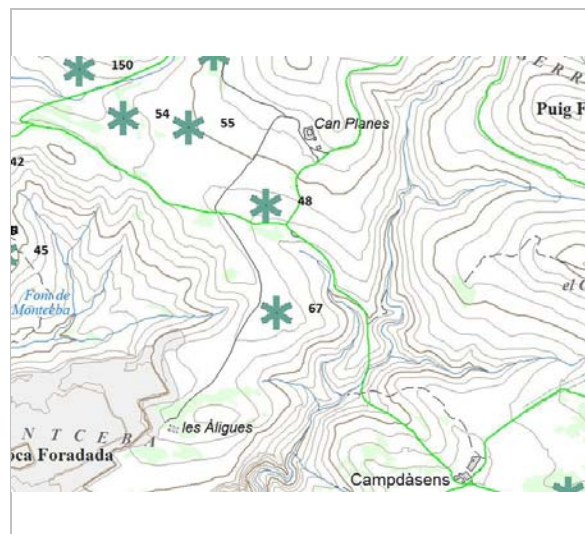 150
54
55
Can Planes
Puig F
42
48
45
Font de
Montceba
el
67
NTCEBA
les Àligues
oca Foradada
Campdàsens